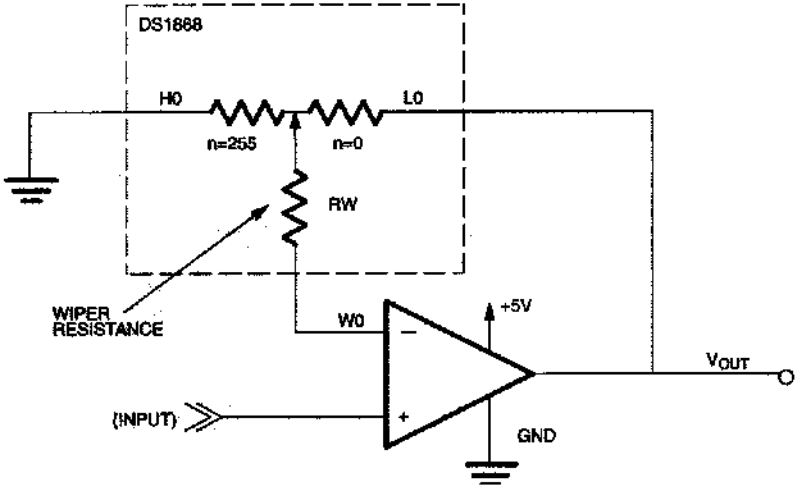 DS1868
H0
L0
n=255
n=0
RW
WIPER
RESISTANCE
W0
+5V
−
VOUT
(INPUT)
+
GND